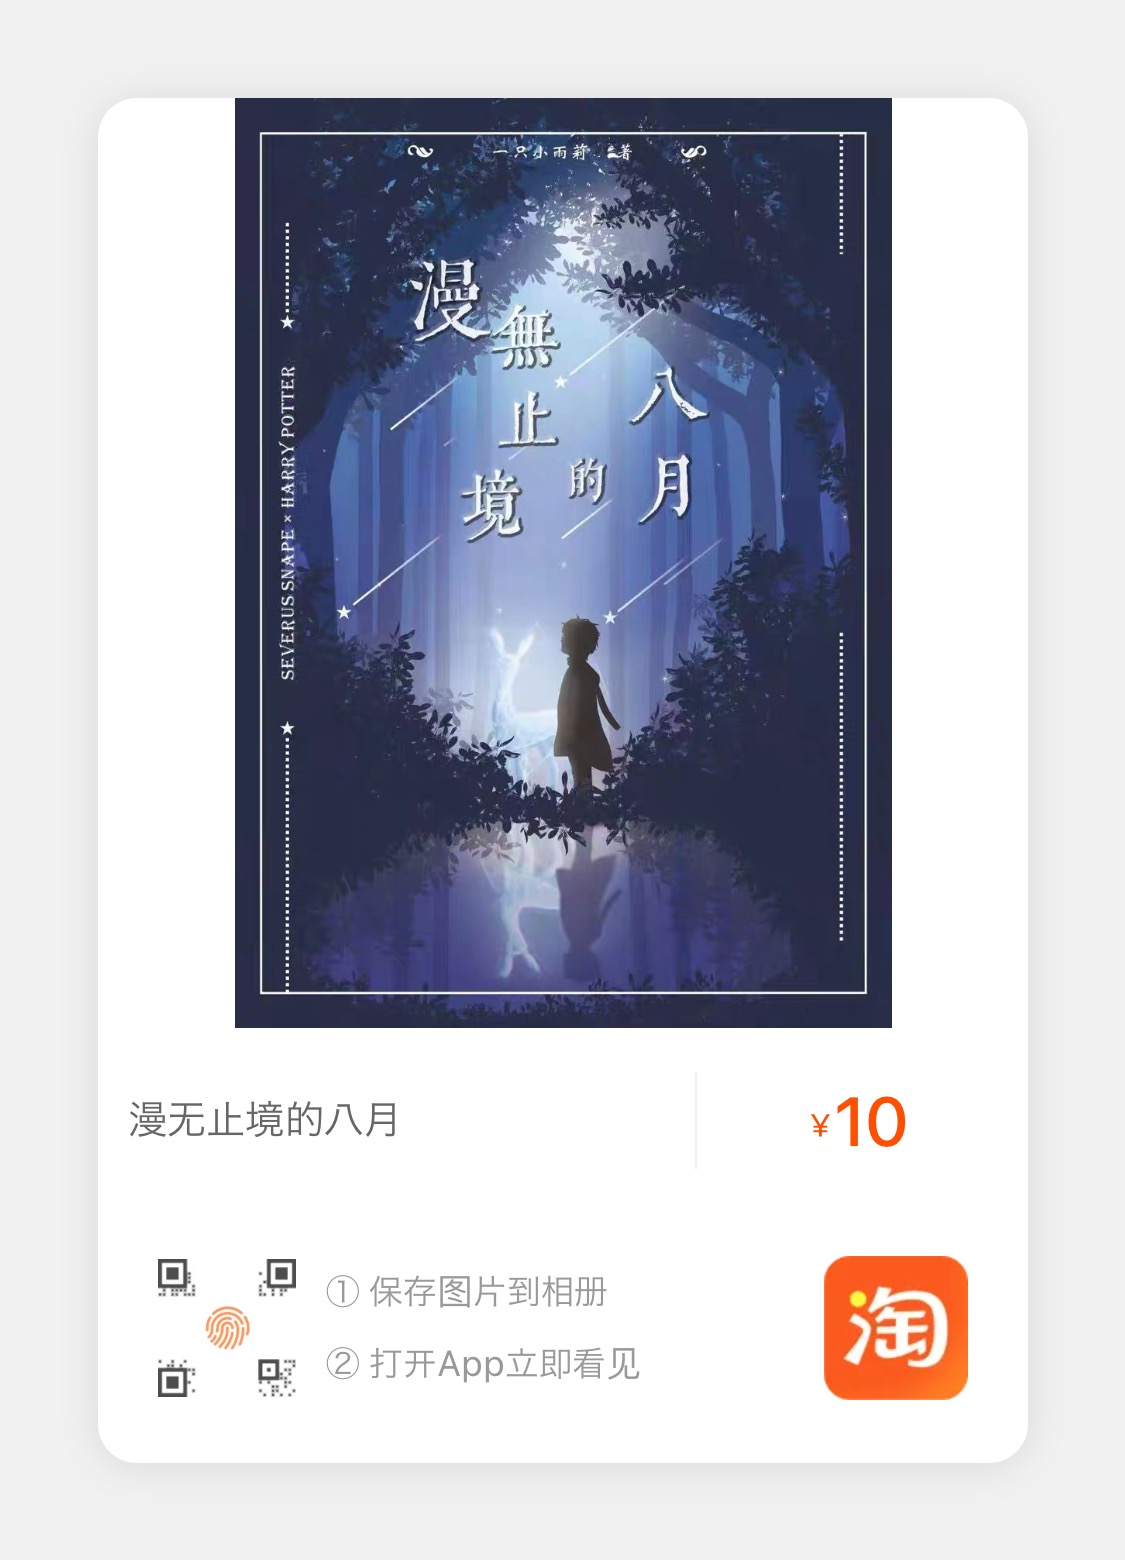 一只小雨莉 著
漫無止境的八月
SEVERUS SNAPE × HARRY POTTER
漫无止境的八月
¥10
① 保存图片到相册
② 打开App立即看见
淘